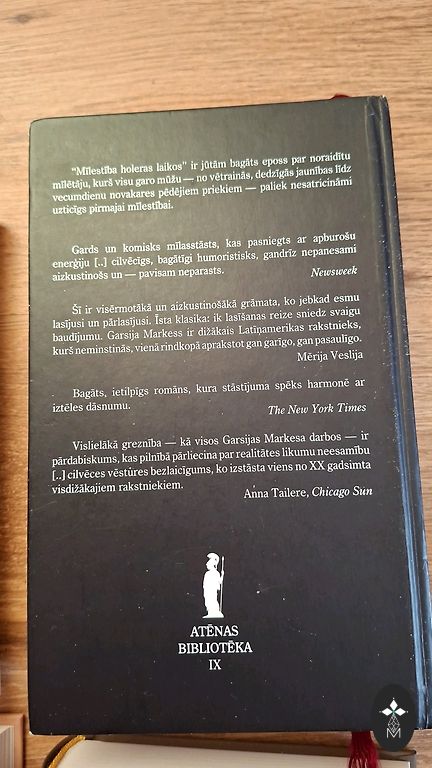 "Mīlestība holeras laikos" ir jūtām bagāts eposs par noraidītu
mīlētāju, kurš visu garo mūžu — no vētrainās, dedzīgās jaunības līdz
vecumdienu novakares pēdējiem priekiem — paliek nesatricināmi
uzticīgs pirmajai mīlestībai.
Gards un komisks mīlasstāsts, kas pasniegts ar apburošu
enerģiju [..] cilvēcīgs, bagātīgi humoristisks, gandrīz nepanesami
aizkustinošs un — pavisam neparasts.
Newsweek
Šī ir visērmotākā un aizkustinošākā grāmata, ko jebkad esmu
lasījusi un pārlasījusi. Īsta klasika: ik lasīšanas reize sniedz svaigu
baudījumu. Garsija Markess ir dižākais Latīņamerikas rakstnieks,
kurš neminstinās, vienā rindkopā aprakstot gan garīgo, gan pasaulīgo.
Mērija Veslija
Bagāts, ietilpīgs romāns, kura stāstījuma spēks harmonē ar
iztēles dāsnumu.
The New York Times
Vislielākā greznība — kā visos Garsijas Markesa darbos — ir
pārdabiskums, kas pilnībā pārliecina par realitātes likumu neesamību
[..] cilvēces vēstures bezlaicīgums, ko izstāsta viens no XX gadsimta
visdižākajiem rakstniekiem.
Anna Tailere, Chicago Sun
ATĒNAS
BIBLIOTĒKA
IX
M